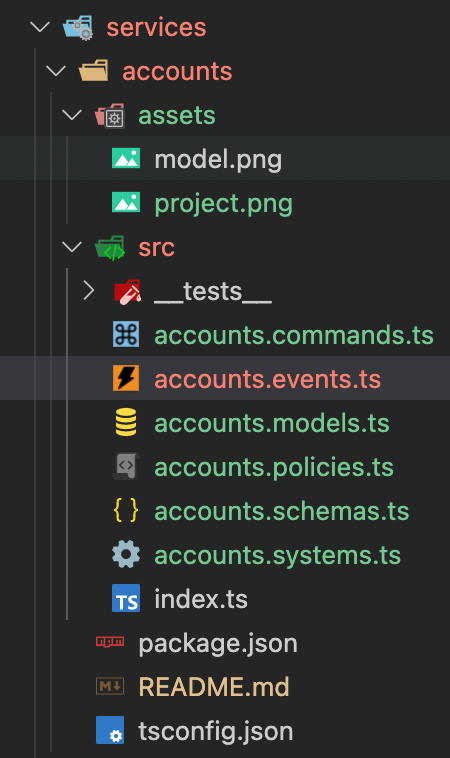 services
accounts
assets
model.png
project.png
src
__tests__
accounts.commands.ts
accounts.events.ts
accounts.models.ts
accounts.policies.ts
accounts.schemas.ts
accounts.systems.ts
TS index.ts
package.json
M README.md
tsconfig.json